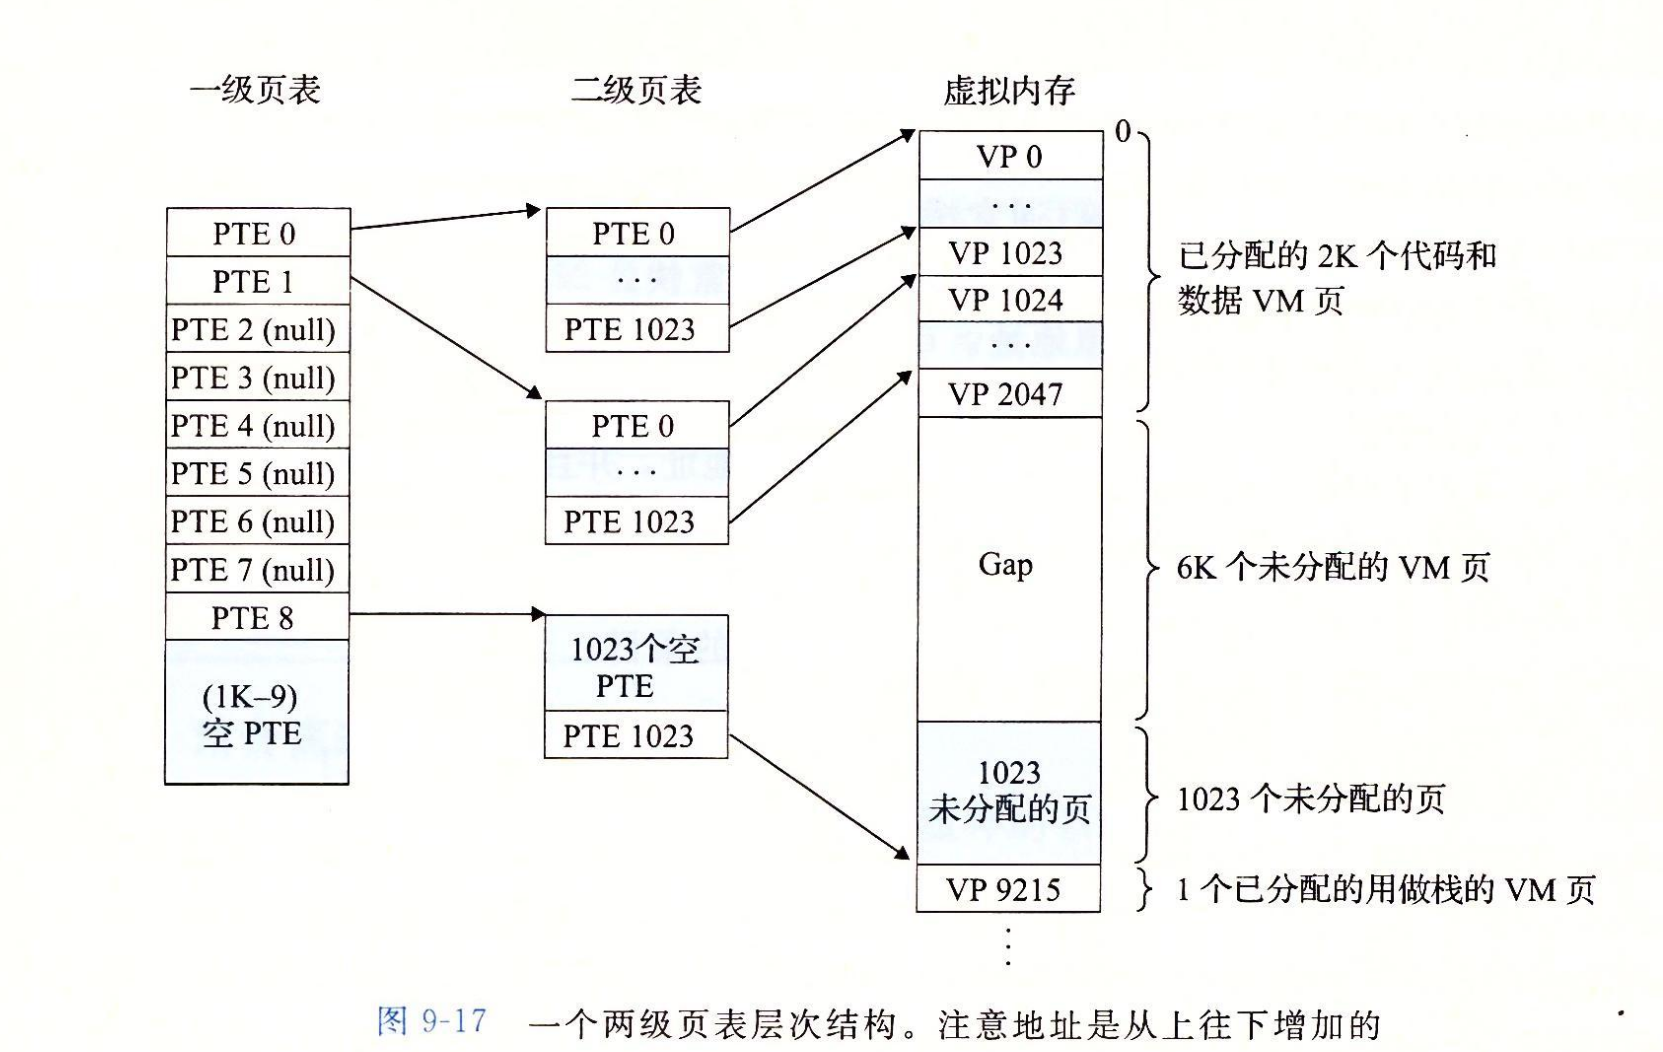 一级页表
二级页表
虚拟内存
PTE 0
PTE 1
PTE 2 (null)
PTE 3 (null)
PTE 4 (null)
PTE 5 (null)
PTE 6 (null)
PTE 7 (null)
PTE 8
(1K–9)
空 PTE
PTE 0
...
PTE 1023
PTE 0
...
PTE 1023
1023个空
PTE
PTE 1023
0
VP 0
...
VP 1023
VP 1024
...
VP 2047
Gap
1023
未分配的页
VP 9215
⋮
已分配的 2K 个代码和
数据 VM 页
6K 个未分配的 VM 页
1023 个未分配的页
1 个已分配的用做栈的 VM 页
图 9-17 一个两级页表层次结构。注意地址是从上往下增加的